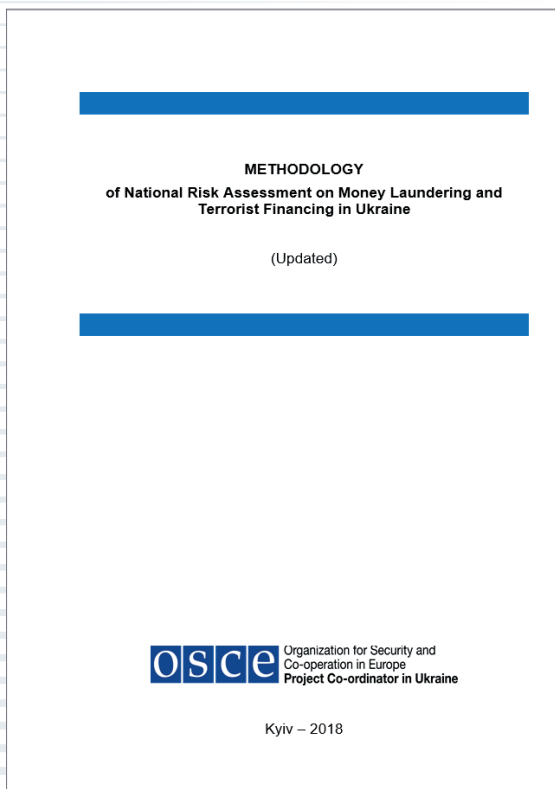 METHODOLOGY
of National Risk Assessment on Money Laundering and
Terrorist Financing in Ukraine
(Updated)
osce
Organization for Security and
Co-operation in Europe
Project Co-ordinator in Ukraine
Kyiv – 2018